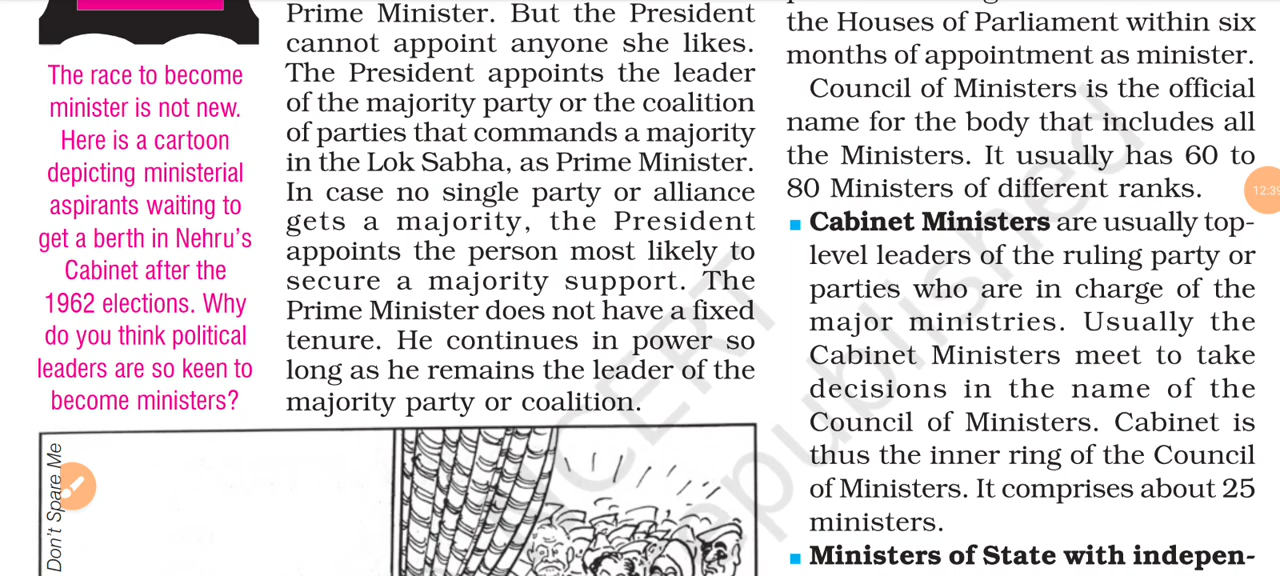 The race to become
minister is not new.
Here is a cartoon
depicting ministerial
aspirants waiting to
get a berth in Nehru's
Cabinet after the
1962 elections. Why
do you think political
leaders are so keen to
become ministers?
Prime Minister. But the President
cannot appoint anyone she likes.
The President appoints the leader
of the majority party or the coalition
of parties that commands a majority
in the Lok Sabha, as Prime Minister.
In case no single party or alliance
gets a majority, the President
appoints the person most likely to
secure a majority support. The
Prime Minister does not have a fixed
tenure. He continues in power so
long as he remains the leader of the
majority party or coalition.
Don't Spare Me
the Houses of Parliament within six
months of appointment as minister.
Council of Ministers is the official
name for the body that includes all
the Ministers. It usually has 60 to
80 Ministers of different ranks.
Cabinet Ministers are usually top-
level leaders of the ruling party or
parties who are in charge of the
major ministries. Usually the
Cabinet Ministers meet to take
decisions in the name of the
Council of Ministers. Cabinet is
thus the inner ring of the Council
of Ministers. It comprises about 25
ministers.
Ministers of State with indepen-
12:39
NCERT
republished